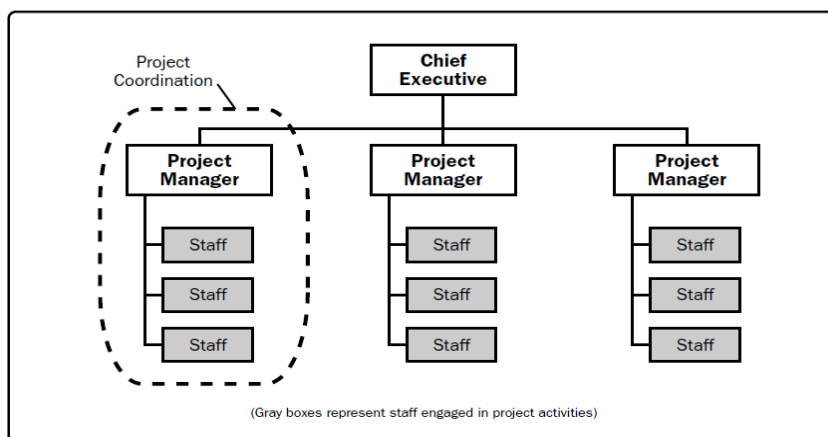 Project
Coordination
Chief
Executive
Project
Manager
Project
Manager
Project
Manager
Staff
Staff
Staff
Staff
Staff
Staff
Staff
Staff
Staff
(Gray boxes represent staff engaged in project activities)